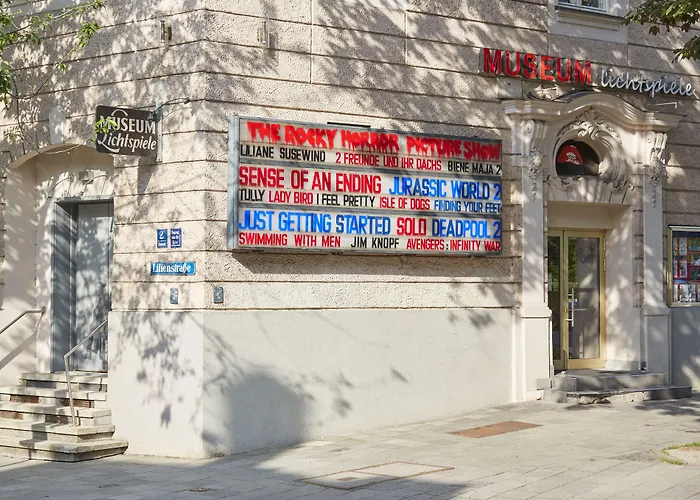 MUSEUM Lichtspiele
MUSEUM
Lichtspiele
THE ROCKY HORROR PICTURE SHOW
LILIANE SUSEWIND 2 FREUNDE UND IHR DACHS BIENE MAJA 2
SENSE OF AN ENDING JURASSIC WORLD 2
TULLY LADY BIRD I FEEL PRETTY ISLE OF DOGS FINDING YOUR FEET
JUST GETTING STARTED SOLO DEADPOOL 2
SWIMMING WITH MEN JIM KNOPF AVENGERS: INFINITY WAR
2
Lilienstraße